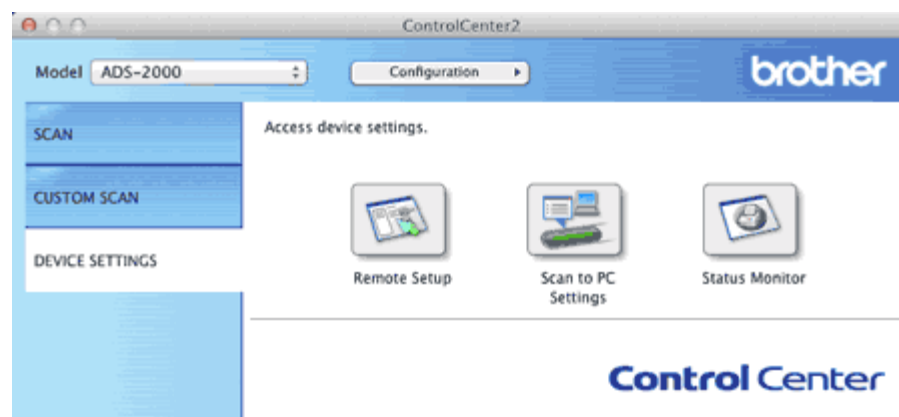 ControlCenter2
Model ADS-2000 Configuration
brother
SCAN
CUSTOM SCAN
DEVICE SETTINGS
Access device settings.
Remote Setup
Scan to PC
Settings
Status Monitor
Control Center